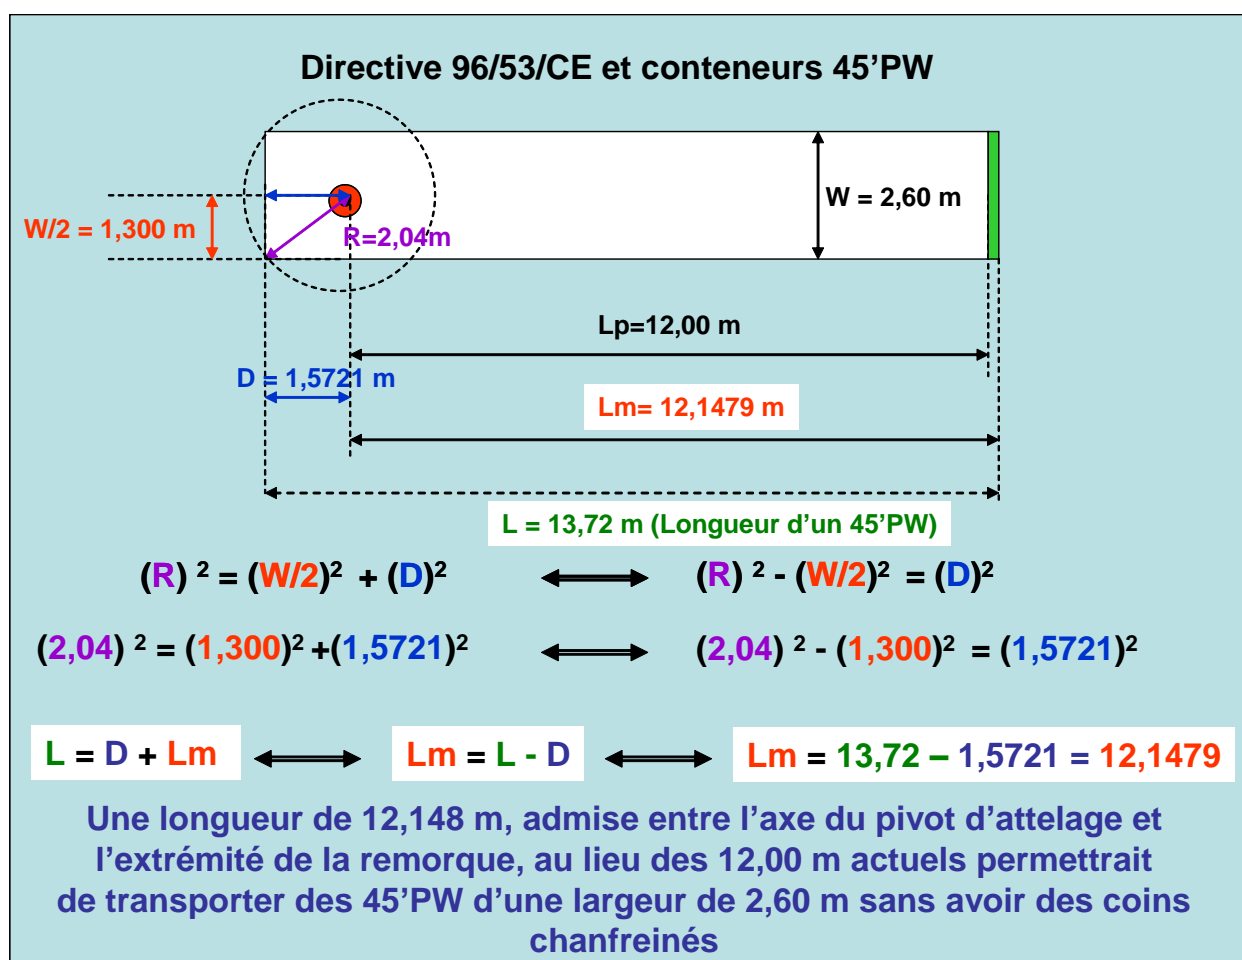 Directive 96/53/CE et conteneurs 45’PW
W = 2,60 m
W/2 = 1,300 m
R=2,04m
Lp=12,00 m
D = 1,5721 m
Lm= 12,1479 m
L = 13,72 m (Longueur d’un 45’PW)
(R) ² = (W/2)² + (D)² (R) ² - (W/2)² = (D)²
(2,04) ² = (1,300)² +(1,5721)² (2,04) ² - (1,300)² = (1,5721)²
L = D + Lm Lm = L - D Lm = 13,72 – 1,5721 = 12,1479
Une longueur de 12,148 m, admise entre l’axe du pivot d’attelage et
l’extrémité de la remorque, au lieu des 12,00 m actuels permettrait
de transporter des 45’PW d’une largeur de 2,60 m sans avoir des coins
chanfreinés